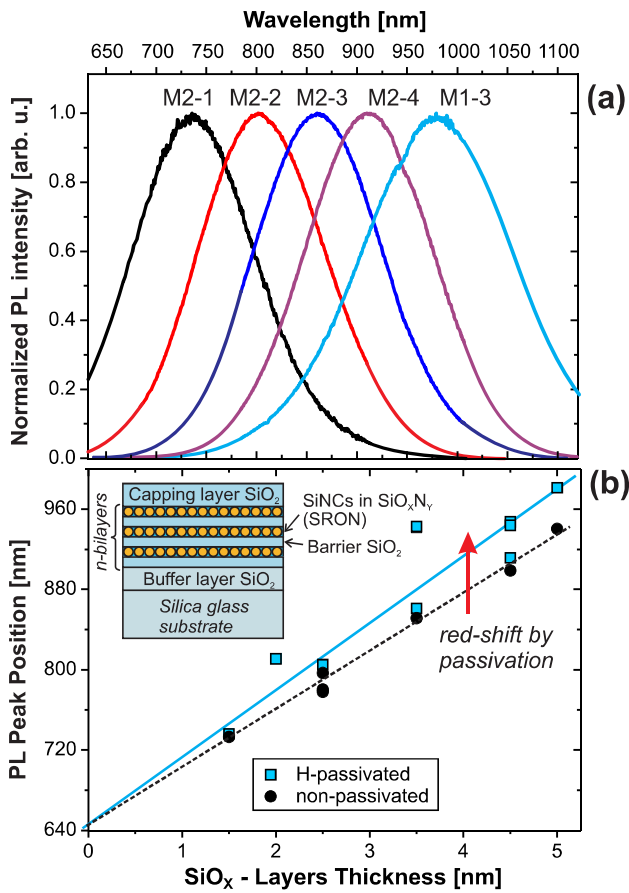 Wavelength [nm]
650 700 750 800 850 900 950 1000 1050 1100
(a)
M2-1 M2-2 M2-3 M2-4 M1-3
Normalized PL intensity [arb. u.]
1.0
0.8
0.6
0.4
0.2
0.0
(b)
PL Peak Position [nm]
960
880
800
720
640
n-bilayers
Capping layer SiO₂
SiNCs in SiOₓNᵧ
(SRON)
Barrier SiO₂
Buffer layer SiO₂
Silica glass
substrate
red-shift by
passivation
H-passivated
non-passivated
0 1 2 3 4 5
SiOₓ - Layers Thickness [nm]